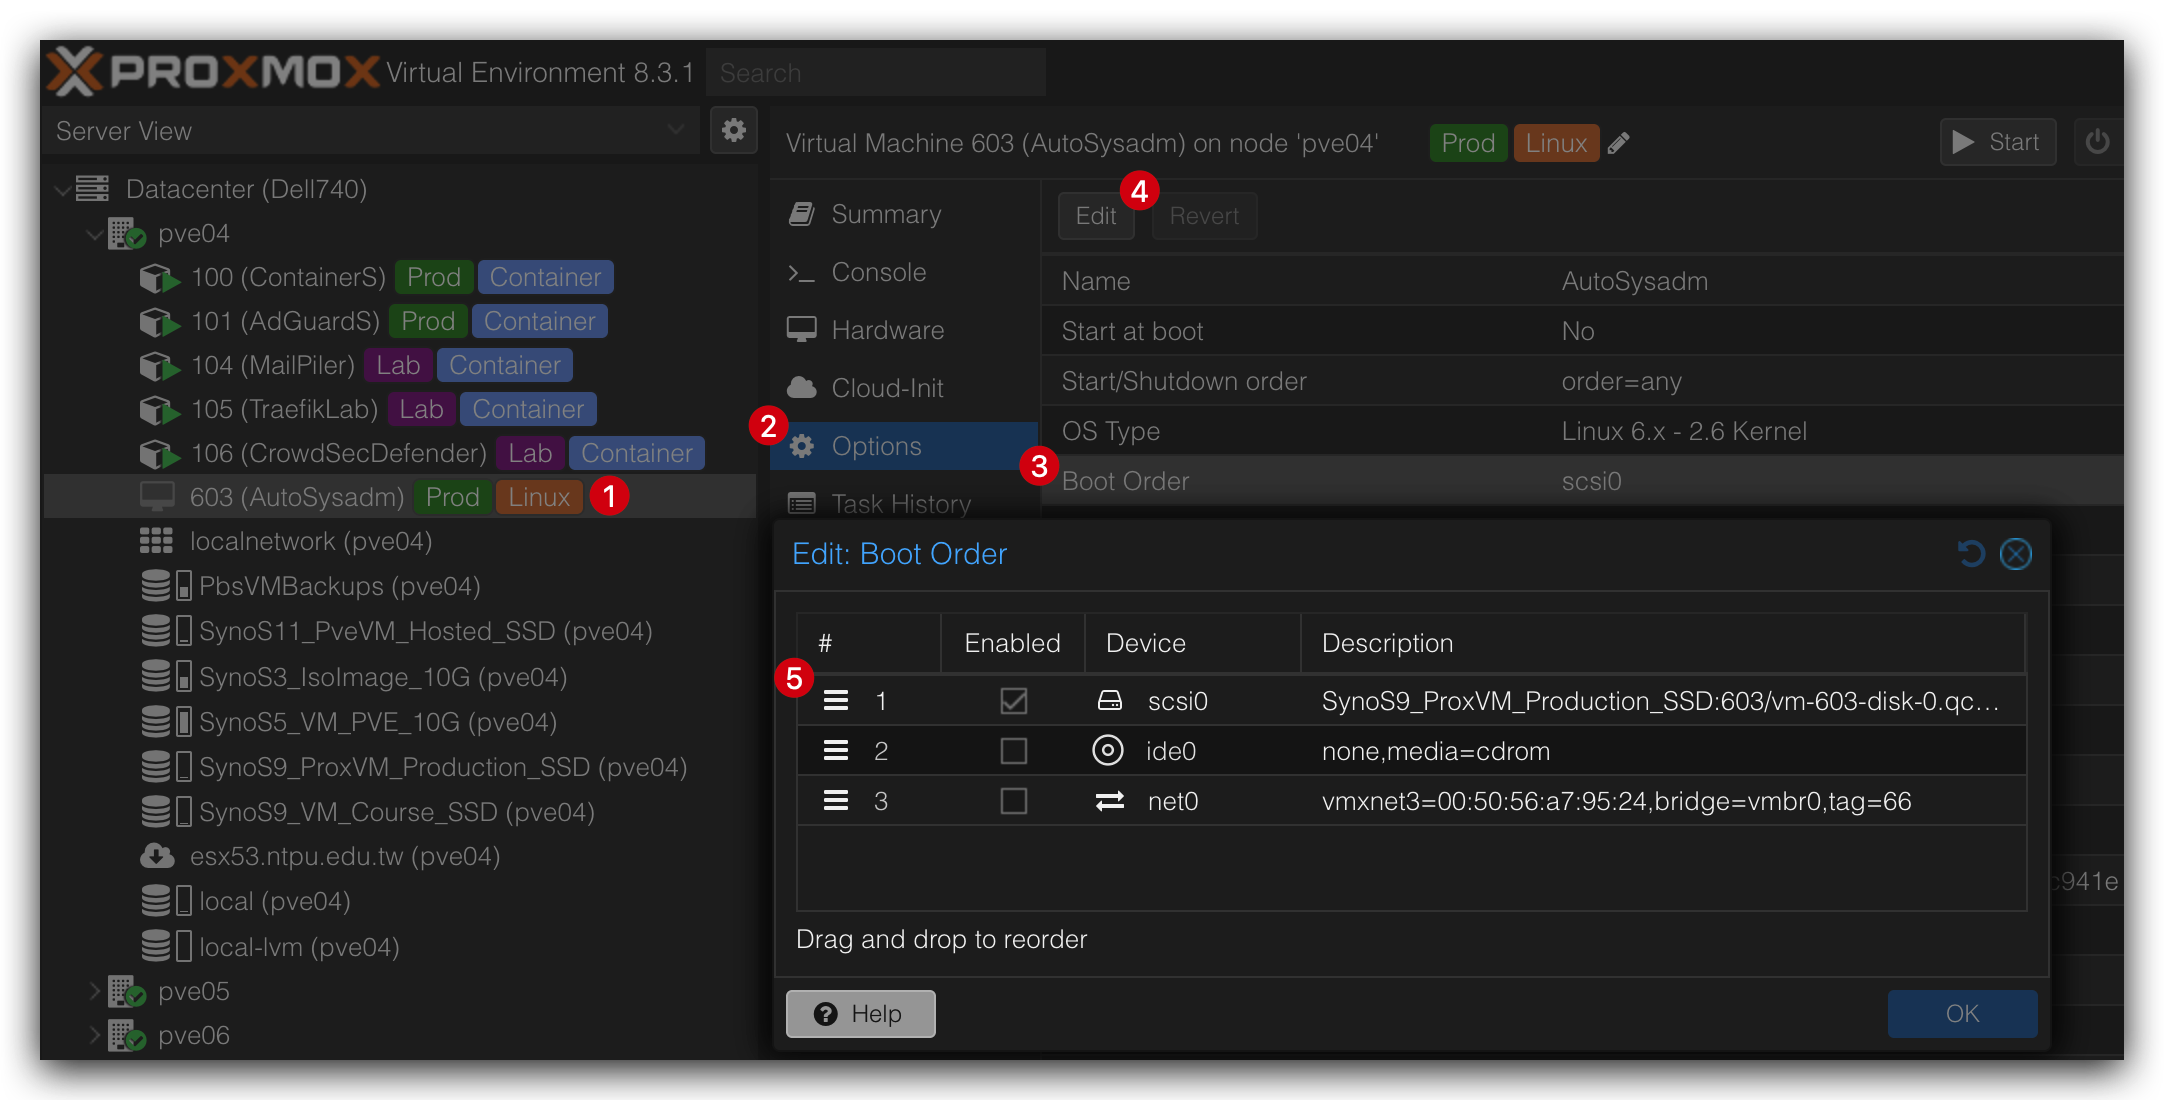 PROXMOX Virtual Environment 8.3.1 Search
Server View
Datacenter (Dell740)
pve04
100 (ContainerS) Prod Container
101 (AdGuardS) Prod Container
104 (MailPiler) Lab Container
105 (TraefikLab) Lab Container
106 (CrowdSecDefender) Lab Container
603 (AutoSysadm) Prod Linux 1
localnetwork (pve04)
PbsVMBackups (pve04)
SynoS11_PveVM_Hosted_SSD (pve04)
SynoS3_IsoImage_10G (pve04)
SynoS5_VM_PVE_10G (pve04)
SynoS9_ProxVM_Production_SSD (pve04)
SynoS9_VM_Course_SSD (pve04)
esx53.ntpu.edu.tw (pve04)
local (pve04)
local-lvm (pve04)
pve05
pve06
Virtual Machine 603 (AutoSysadm) on node 'pve04' Prod Linux Start
Summary
Console
Hardware
Cloud-Init
2 Options
Task History
Edit 4 Revert
Name AutoSysadm
Start at boot No
Start/Shutdown order order=any
OS Type Linux 6.x - 2.6 Kernel
3 Boot Order scsi0
c941e
Edit: Boot Order
# Enabled Device Description
5 1 scsi0 SynoS9_ProxVM_Production_SSD:603/vm-603-disk-0.qc...
2 ide0 none,media=cdrom
3 net0 vmxnet3=00:50:56:a7:95:24,bridge=vmbr0,tag=66
Drag and drop to reorder
? Help OK